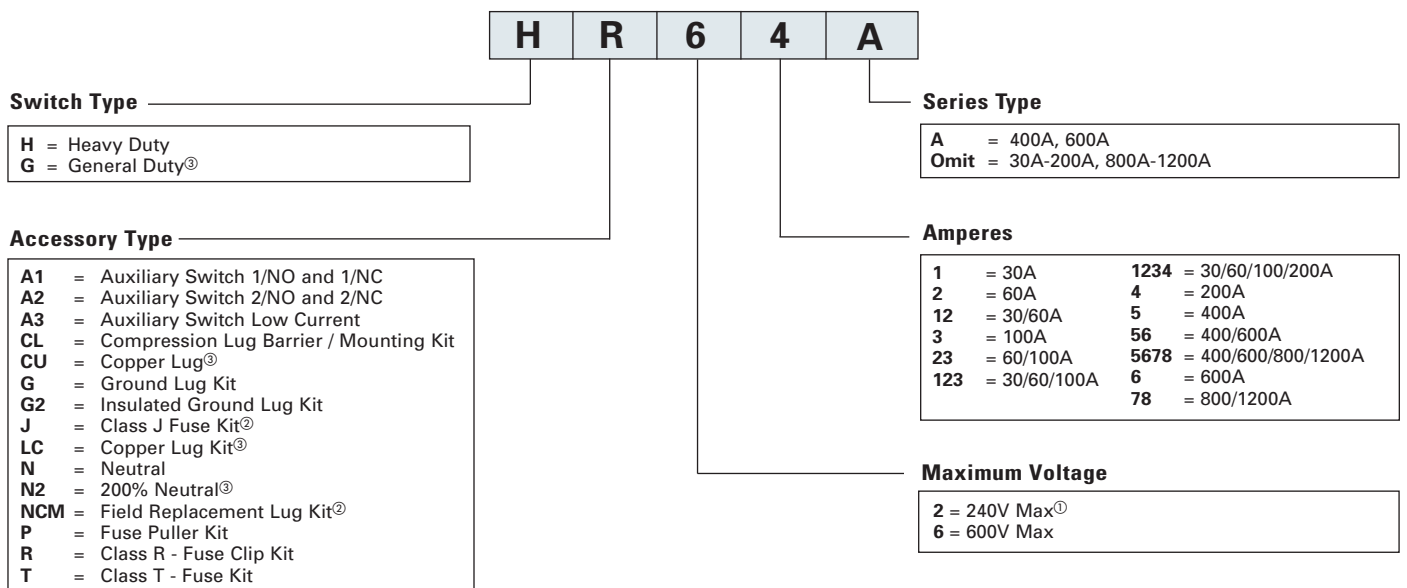 H R 6 4 A
Switch Type
H = Heavy Duty
G = General Duty③
Accessory Type
A1 = Auxiliary Switch 1/NO and 1/NC
A2 = Auxiliary Switch 2/NO and 2/NC
A3 = Auxiliary Switch Low Current
CL = Compression Lug Barrier / Mounting Kit
CU = Copper Lug③
G = Ground Lug Kit
G2 = Insulated Ground Lug Kit
J = Class J Fuse Kit②
LC = Copper Lug Kit③
N = Neutral
N2 = 200% Neutral③
NCM = Field Replacement Lug Kit②
P = Fuse Puller Kit
R = Class R - Fuse Clip Kit
T = Class T - Fuse Kit
Series Type
A = 400A, 600A
Omit = 30A-200A, 800A-1200A
Amperes
1 = 30A
2 = 60A
12 = 30/60A
3 = 100A
23 = 60/100A
123 = 30/60/100A
1234 = 30/60/100/200A
4 = 200A
5 = 400A
56 = 400/600A
5678 = 400/600/800/1200A
6 = 600A
78 = 800/1200A
Maximum Voltage
2 = 240V Max①
6 = 600V Max